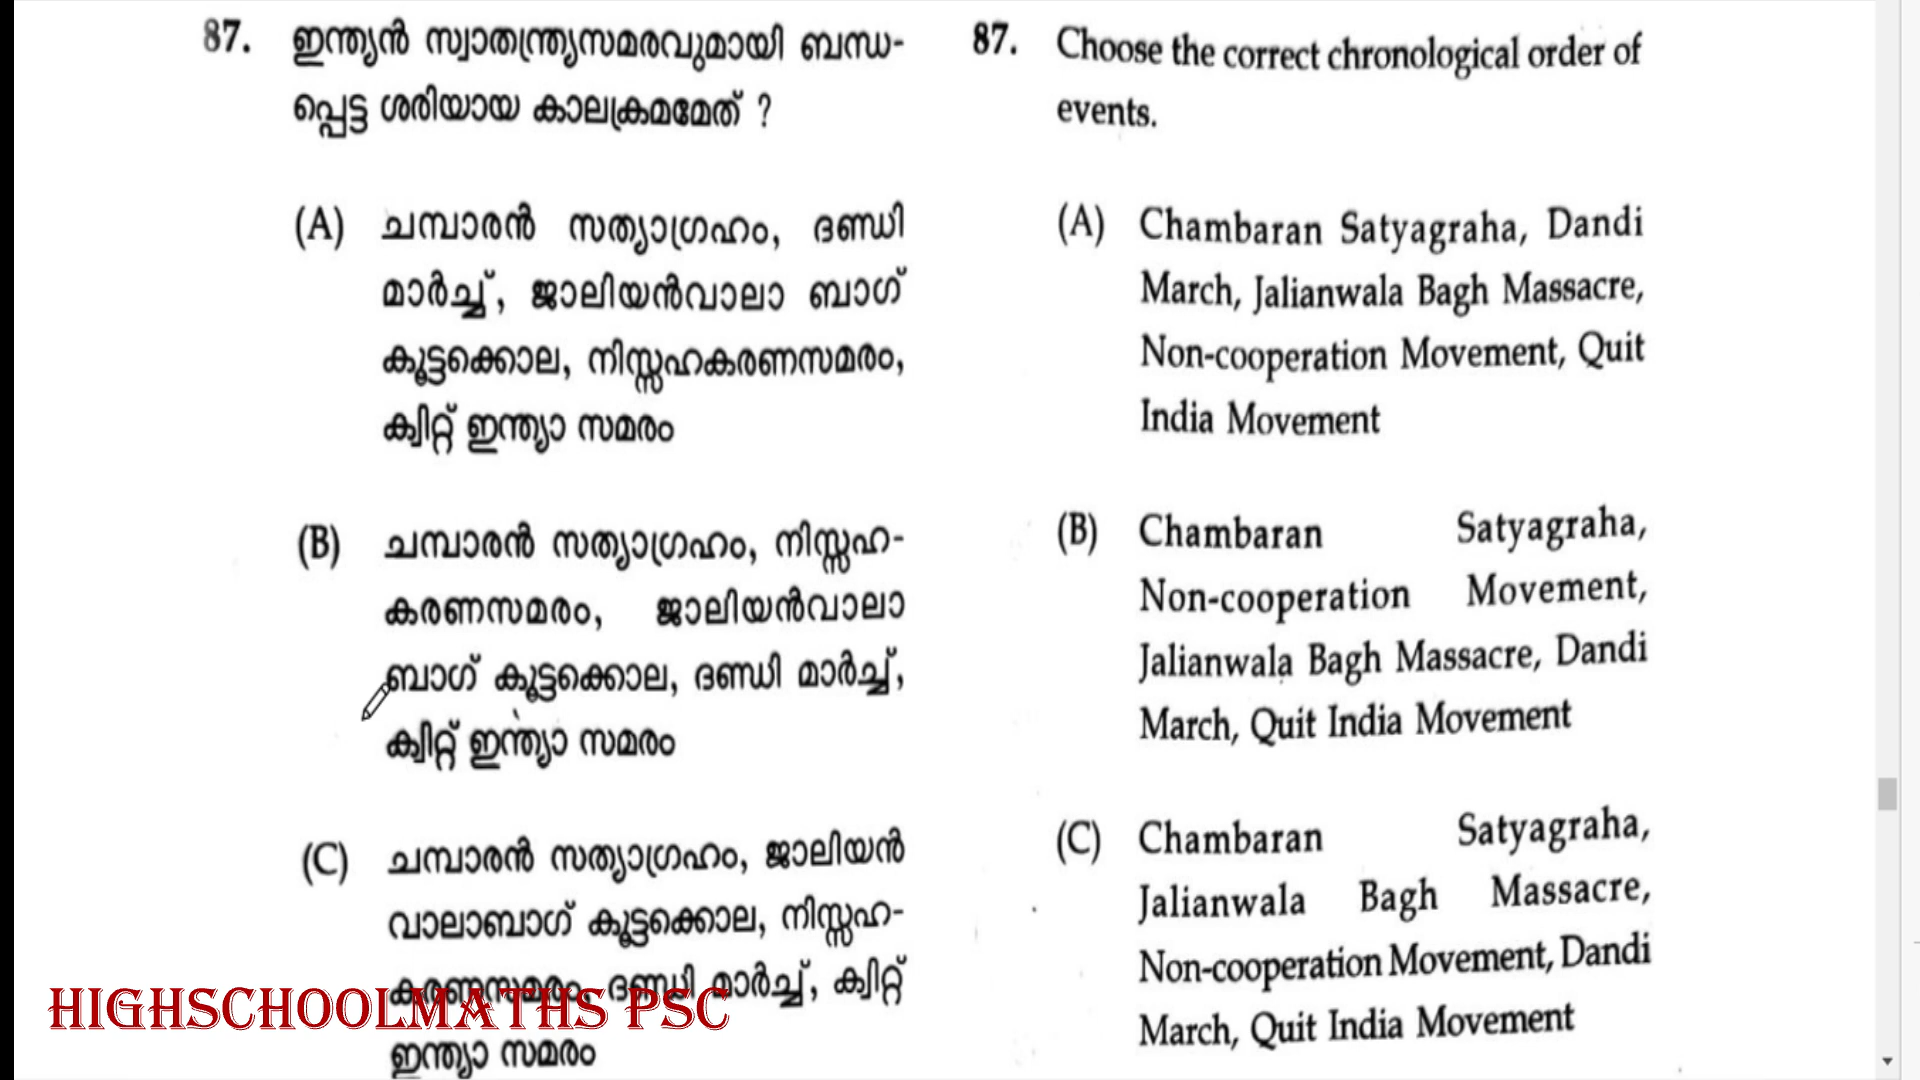 87. ഇന്ത്യൻ സ്വാതന്ത്ര്യസമരവുമായി ബന്ധ-
പ്പെട്ട ശരിയായ കാലക്രമമേത് ?
(A) ചമ്പാരൻ സത്യാഗ്രഹം, ദണ്ഡി
മാർച്ച്, ജാലിയൻവാലാ ബാഗ്
കൂട്ടക്കൊല, നിസ്സഹകരണസമരം,
ക്വിറ്റ് ഇന്ത്യാ സമരം
(B) ചമ്പാരൻ സത്യാഗ്രഹം, നിസ്സഹ-
കരണസമരം, ജാലിയൻവാലാ
ബാഗ് കൂട്ടക്കൊല, ദണ്ഡി മാർച്ച്,
ക്വിറ്റ് ഇന്ത്യാ സമരം
(C) ചമ്പാരൻ സത്യാഗ്രഹം, ജാലിയൻ
വാലാബാഗ് കൂട്ടക്കൊല, നിസ്സഹ-
കരണസമരം, ദണ്ഡി മാർച്ച്, ക്വിറ്റ്
ഇന്ത്യാ സമരം
87. Choose the correct chronological order of
events.
(A) Chambaran Satyagraha, Dandi
March, Jalianwala Bagh Massacre,
Non-cooperation Movement, Quit
India Movement
(B) Chambaran Satyagraha,
Non-cooperation Movement,
Jalianwala Bagh Massacre, Dandi
March, Quit India Movement
(C) Chambaran Satyagraha,
Jalianwala Bagh Massacre,
Non-cooperation Movement, Dandi
March, Quit India Movement
HIGHSCHOOLMATHS PSC